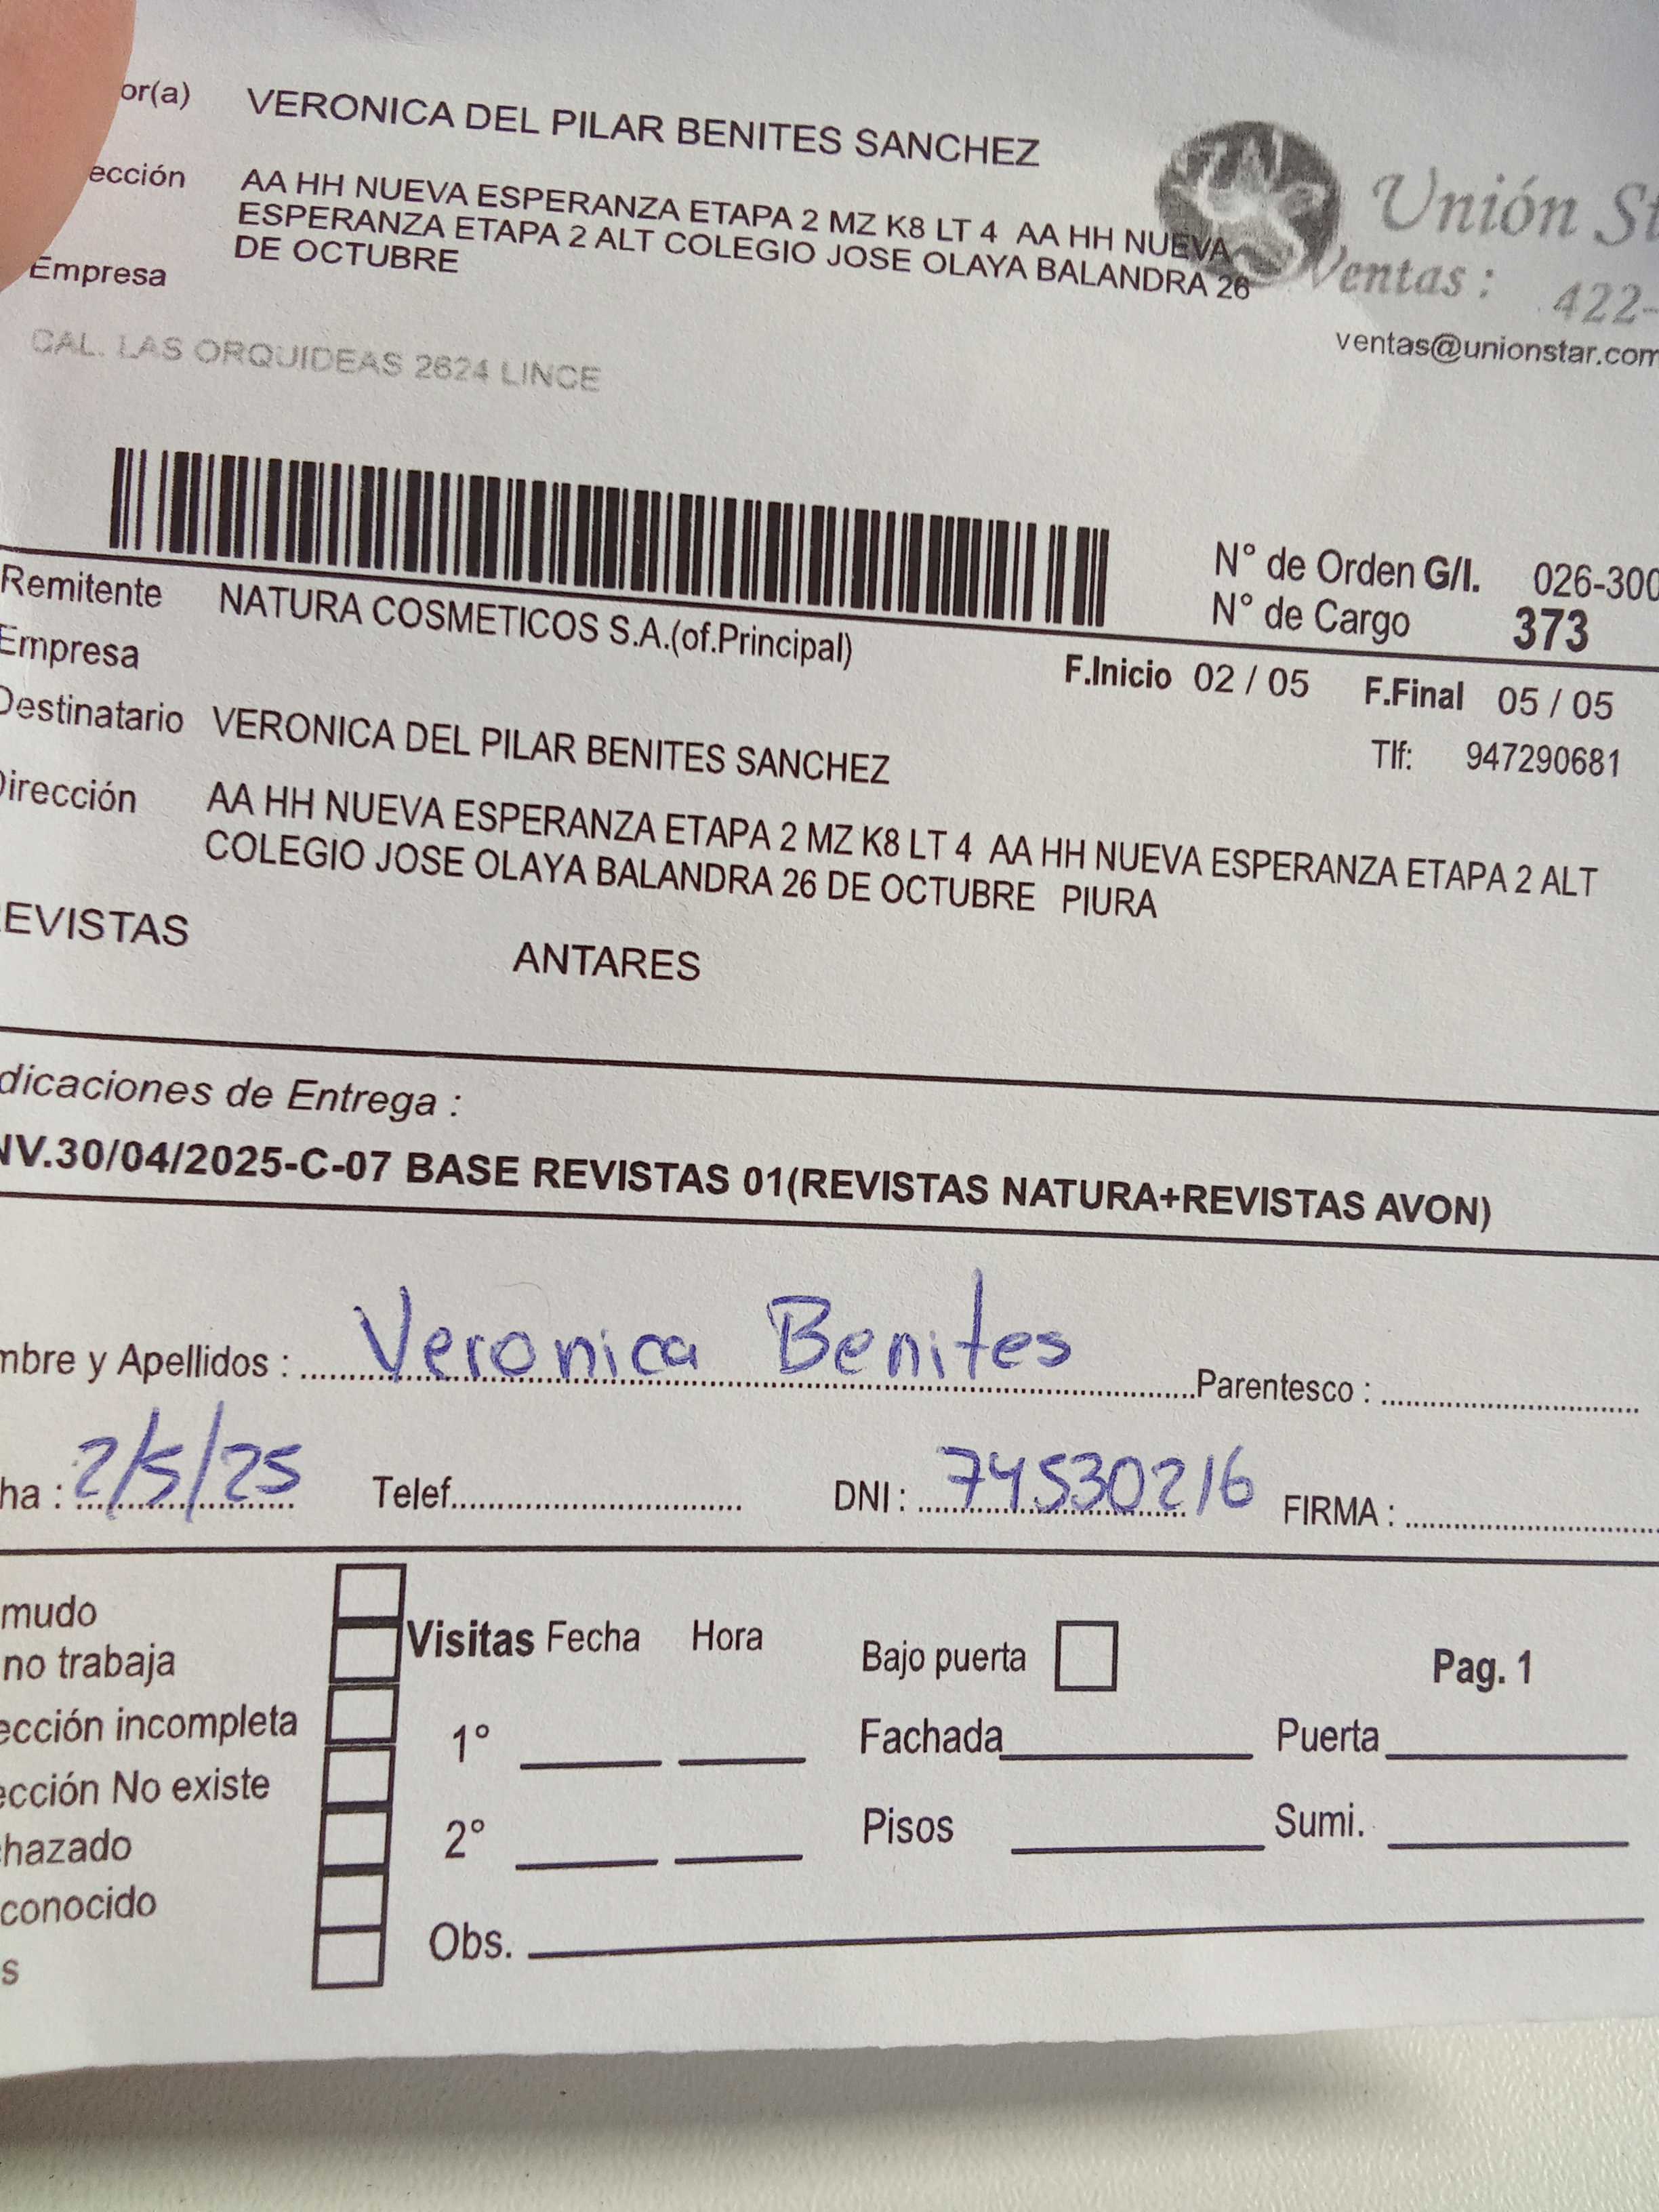 or(a) VERONICA DEL PILAR BENITES SANCHEZ
ección AA HH NUEVA ESPERANZA ETAPA 2 MZ K8 LT 4 AA HH NUEVA
ESPERANZA ETAPA 2 ALT COLEGIO JOSE OLAYA BALANDRA 26
DE OCTUBRE
Empresa
Unión St
Ventas : 422-
ventas@unionstar.com
CAL. LAS ORQUIDEAS 2624 LINCE
N° de Orden G/I. 026-300
N° de Cargo 373
Remitente NATURA COSMETICOS S.A.(of.Principal)
Empresa
F.Inicio 02 / 05 F.Final 05 / 05
Destinatario VERONICA DEL PILAR BENITES SANCHEZ
Tlf: 947290681
Dirección AA HH NUEVA ESPERANZA ETAPA 2 MZ K8 LT 4 AA HH NUEVA ESPERANZA ETAPA 2 ALT
COLEGIO JOSE OLAYA BALANDRA 26 DE OCTUBRE PIURA
EVISTAS ANTARES
dicaciones de Entrega :
NV.30/04/2025-C-07 BASE REVISTAS 01(REVISTAS NATURA+REVISTAS AVON)
mbre y Apellidos : Veronica Benites Parentesco :
ha : 2/5/25 Telef. DNI : 74530216 FIRMA :
mudo
no trabaja
ección incompleta
ección No existe
hazado
conocido
s
Visitas Fecha Hora
1°
2°
Obs.
Bajo puerta Pag. 1
Fachada Puerta
Pisos Sumi.